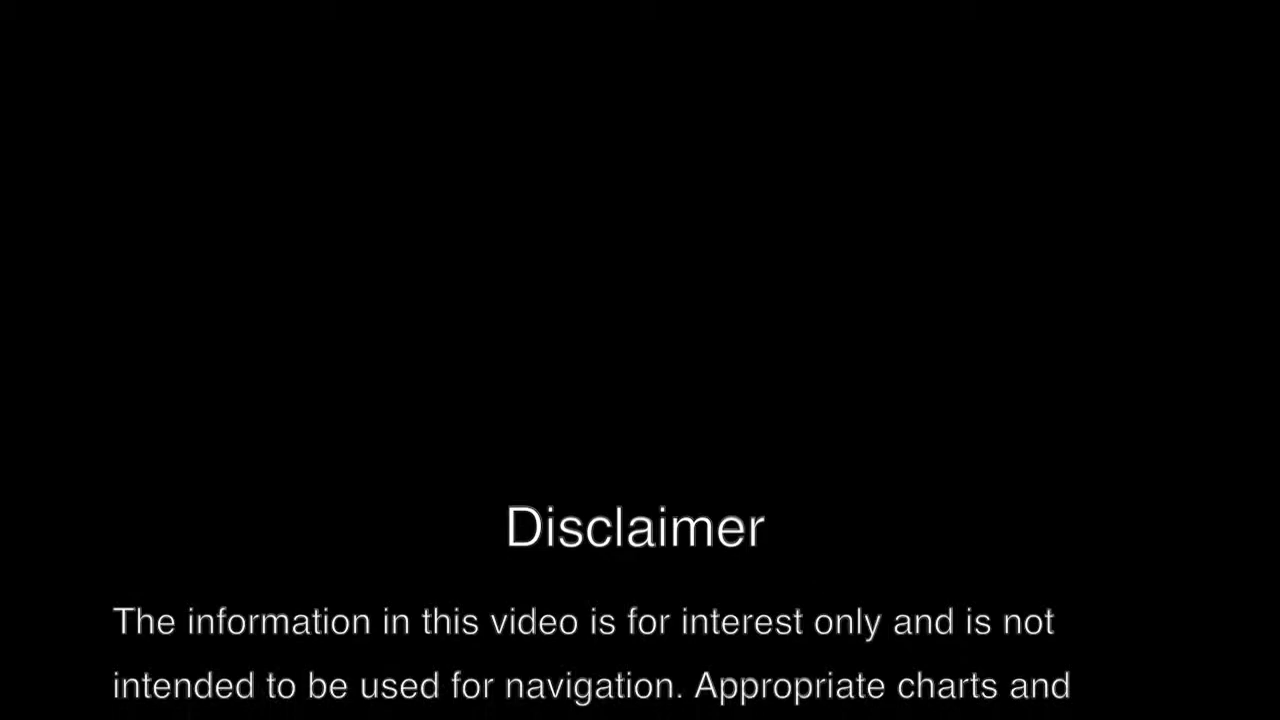 Disclaimer
The information in this video is for interest only and is not
intended to be used for navigation. Appropriate charts and